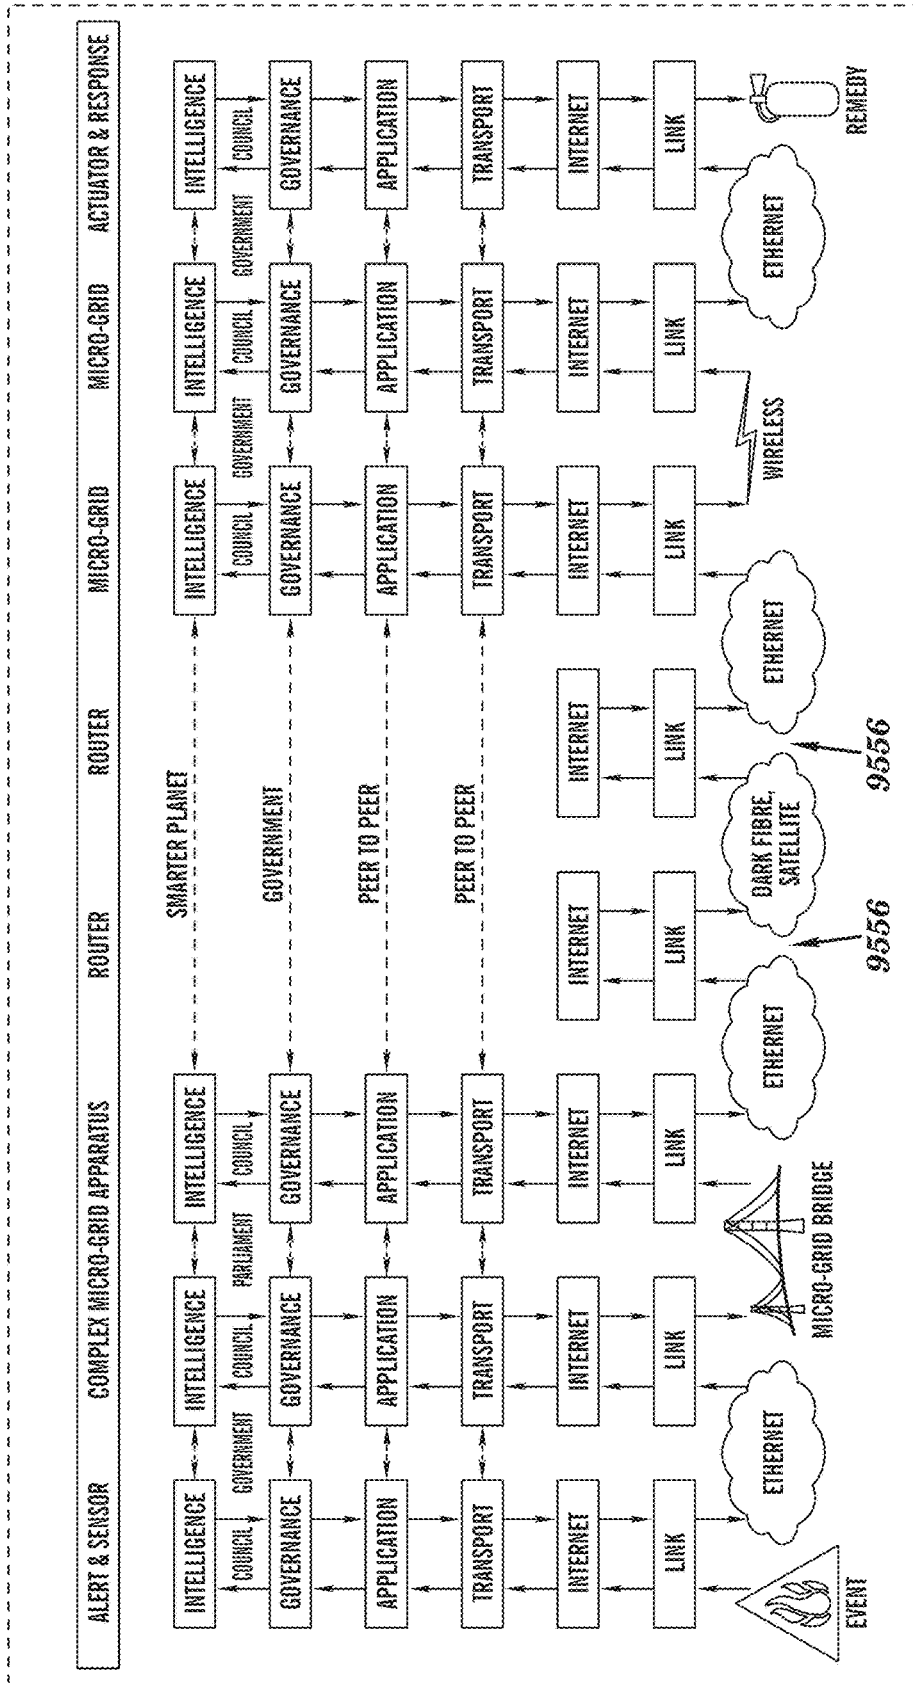 ALERT & SENSOR COMPLEX MICRO-GRID APPARATUS ROUTER ROUTER MICRO-GRID MICRO-GRID ACTUATOR & RESPONSE
SMARTER PLANET
INTELLIGENCE INTELLIGENCE INTELLIGENCE INTELLIGENCE INTELLIGENCE INTELLIGENCE
COUNCIL GOVERNMENT COUNCIL PARLIAMENT COUNCIL COUNCIL GOVERNMENT COUNCIL GOVERNMENT COUNCIL
GOVERNMENT
GOVERNANCE GOVERNANCE GOVERNANCE GOVERNANCE GOVERNANCE GOVERNANCE
PEER TO PEER
APPLICATION APPLICATION APPLICATION APPLICATION APPLICATION APPLICATION
PEER TO PEER
TRANSPORT TRANSPORT TRANSPORT TRANSPORT TRANSPORT TRANSPORT
INTERNET INTERNET INTERNET INTERNET INTERNET INTERNET INTERNET INTERNET
LINK LINK LINK LINK LINK LINK LINK LINK
ETHERNET ETHERNET DARK FIBRE, ETHERNET WIRELESS ETHERNET
SATELLITE
EVENT MICRO-GRID BRIDGE REMEDY
9556 9556